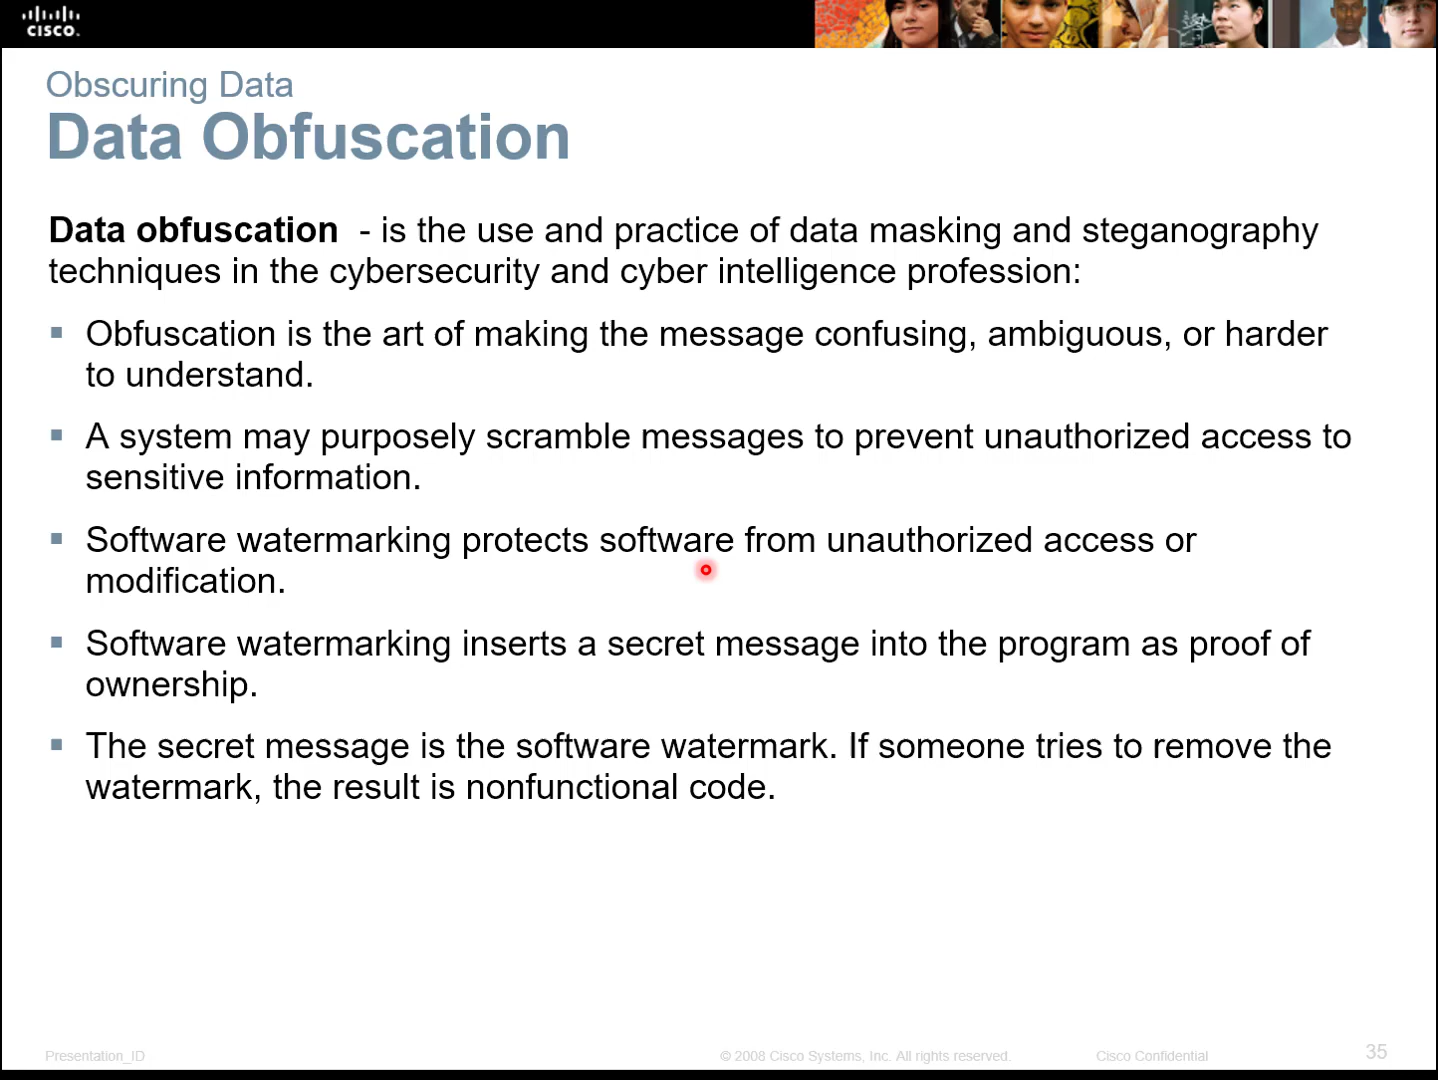 CISCO.
Obscuring Data
Data Obfuscation
Data obfuscation - is the use and practice of data masking and steganography
techniques in the cybersecurity and cyber intelligence profession:
▪ Obfuscation is the art of making the message confusing, ambiguous, or harder
to understand.
▪ A system may purposely scramble messages to prevent unauthorized access to
sensitive information.
▪ Software watermarking protects software from unauthorized access or
modification.
▪ Software watermarking inserts a secret message into the program as proof of
ownership.
▪ The secret message is the software watermark. If someone tries to remove the
watermark, the result is nonfunctional code.
Presentation_ID © 2008 Cisco Systems, Inc. All rights reserved. Cisco Confidential 35